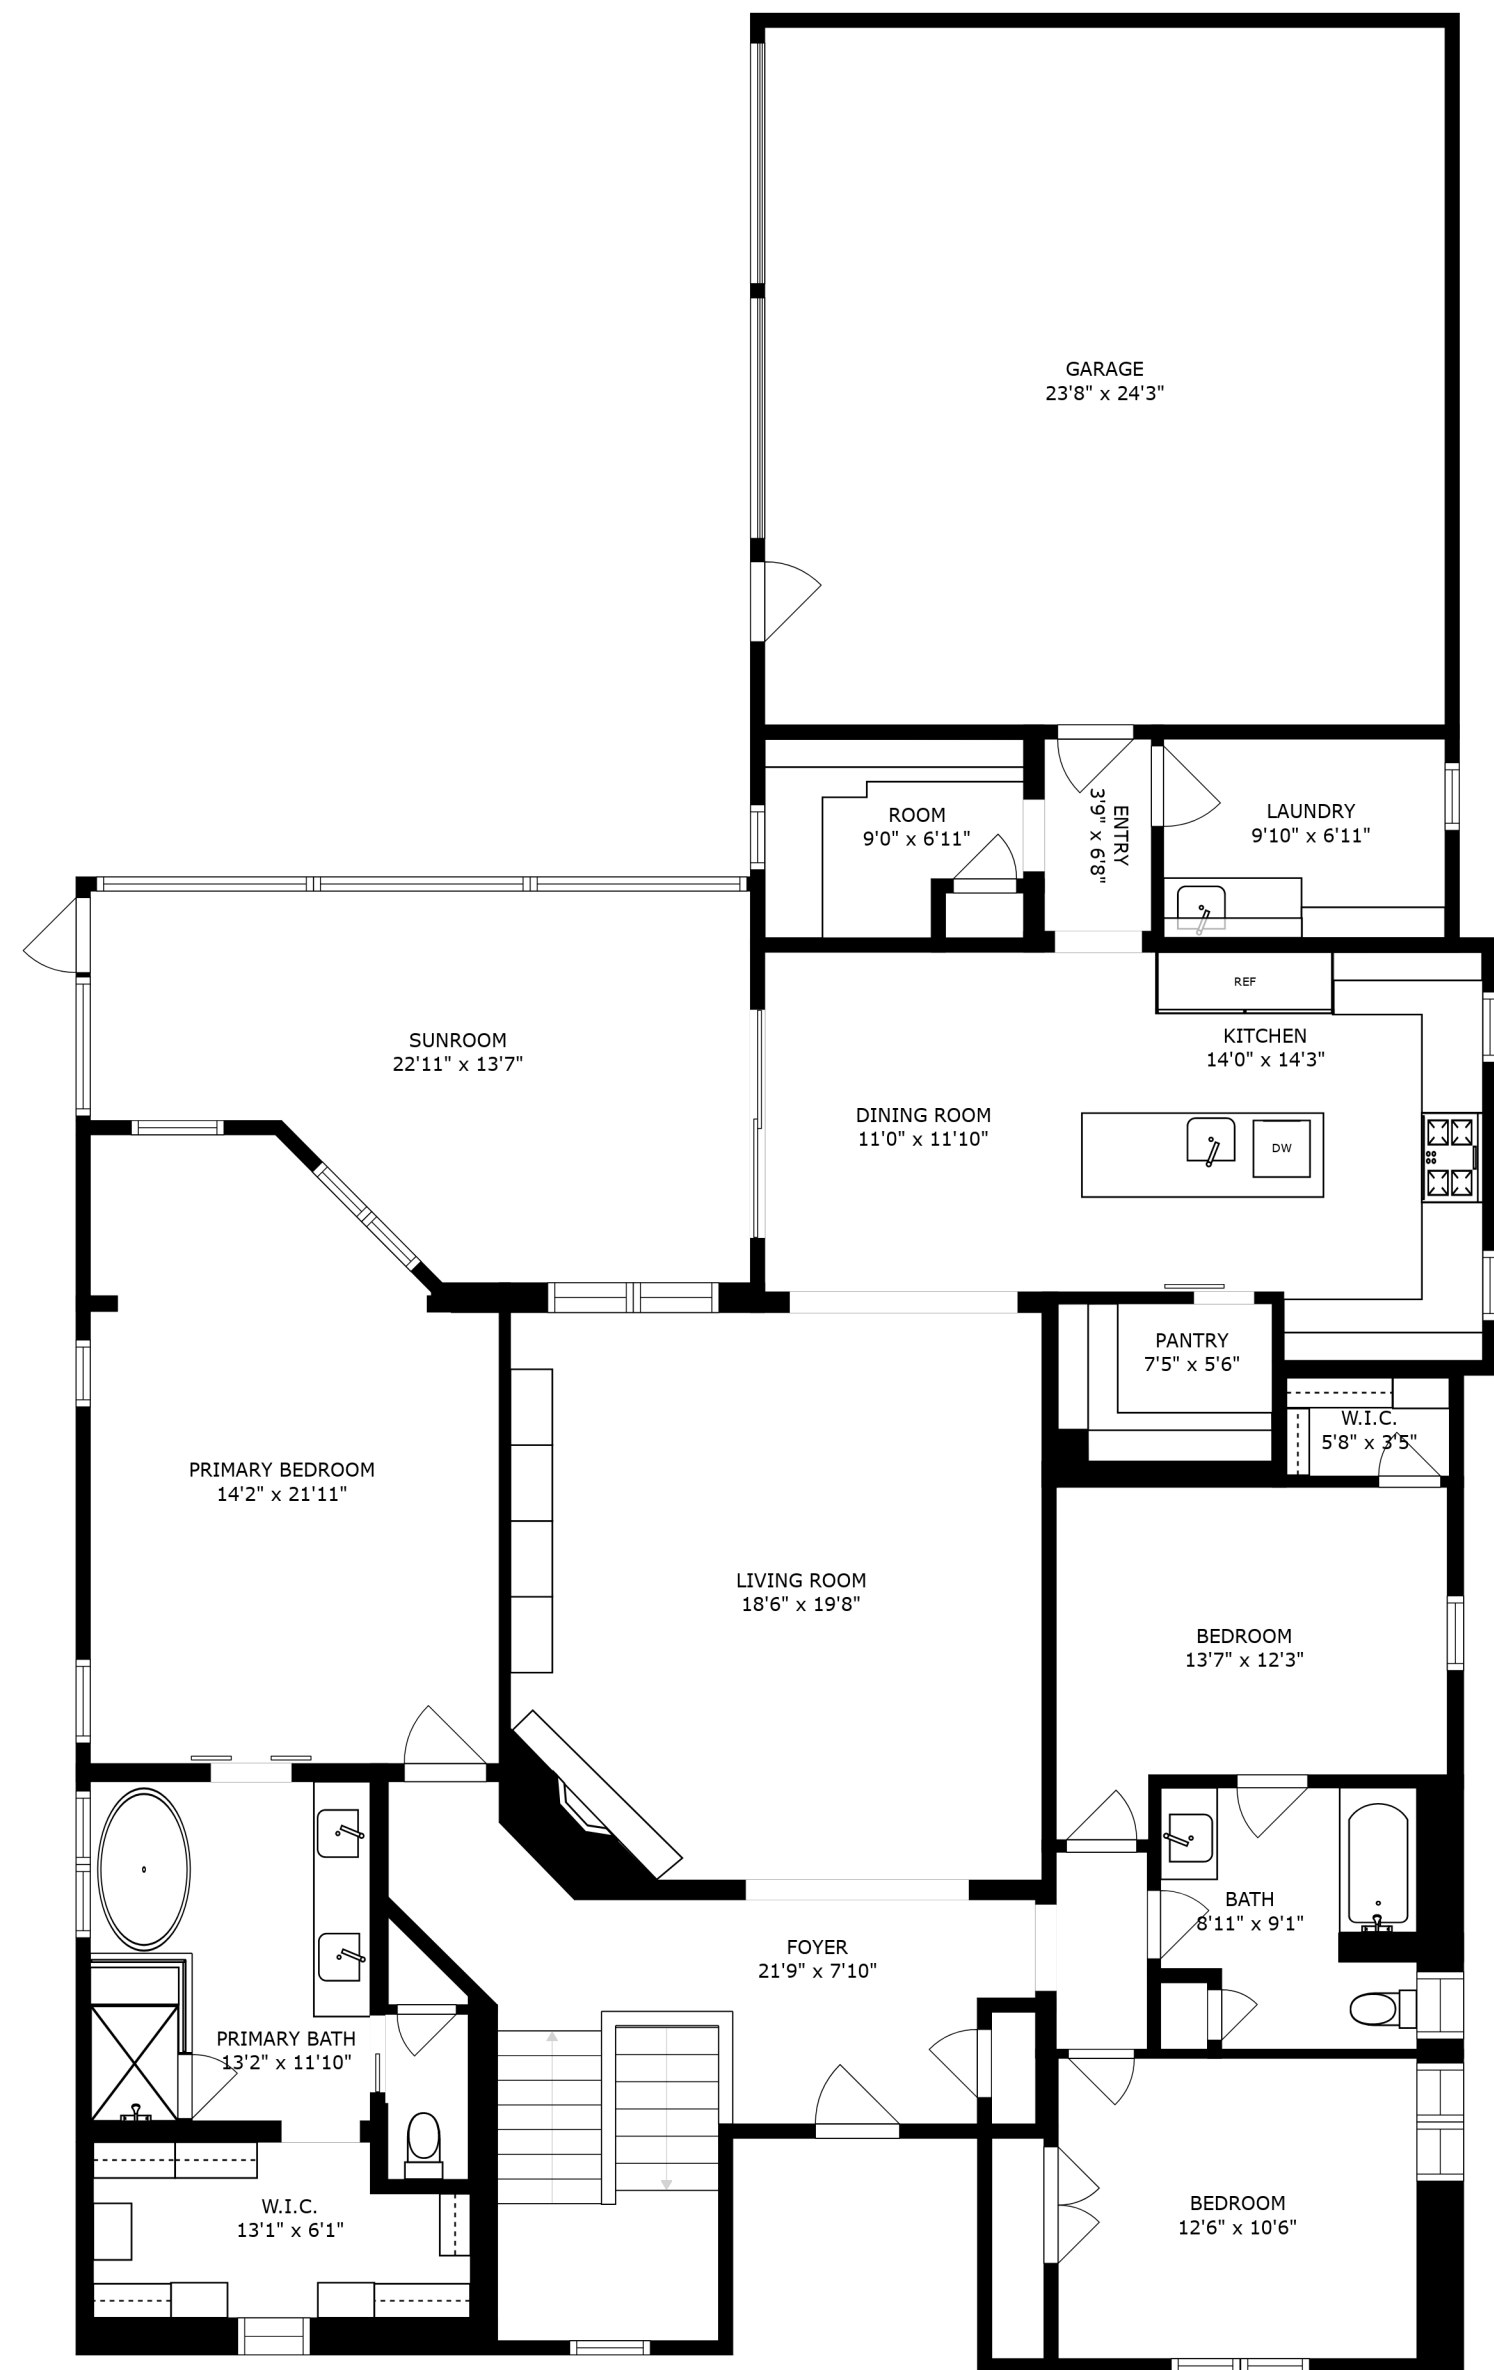 GARAGE
23'8" x 24'3"
ROOM
9'0" x 6'11"
ENTRY
3'9" x 6'8"
LAUNDRY
9'10" x 6'11"
REF
KITCHEN
14'0" x 14'3"
SUNROOM
22'11" x 13'7"
DINING ROOM
11'0" x 11'10"
DW
PANTRY
7'5" x 5'6"
W.I.C.
5'8" x 3'5"
PRIMARY BEDROOM
14'2" x 21'11"
LIVING ROOM
18'6" x 19'8"
BEDROOM
13'7" x 12'3"
BATH
8'11" x 9'1"
FOYER
21'9" x 7'10"
PRIMARY BATH
13'2" x 11'10"
W.I.C.
13'1" x 6'1"
BEDROOM
12'6" x 10'6"